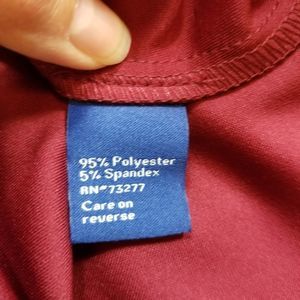 95% Polyester
5% Spandex
RN#73277
Care on
reverse